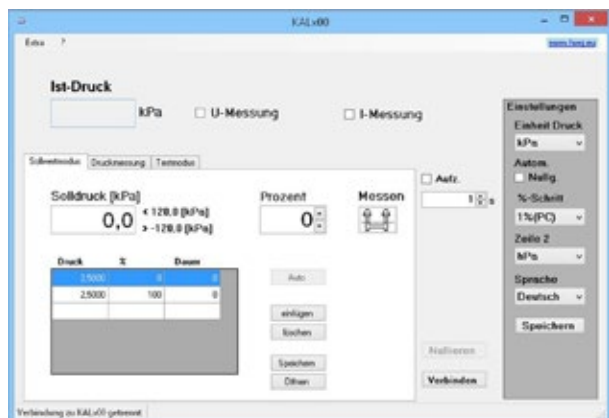 KALx00
Extra ?
Ist-Druck
kPa
U-Messung
I-Messung
Sollwertmodus Druckmessung Testmodus
Solldruck [kPa]
0,0
< 120,0 [kPa]
> -120,0 [kPa]
Prozent
0
Messen
Druck % Dauer
2,5000 0 0
2,5000 100 0
Auto
einfügen
löschen
Speichern
Öffnen
Aufz.
1 s
Nullieren
Verbinden
Einstellungen
Einheit Druck
kPa
Autom.
Nullg.
%-Schritt
1%(PC)
Zeile 2
hPa
Sprache
Deutsch
Speichern
Verbindung zu KALx00 getrennt